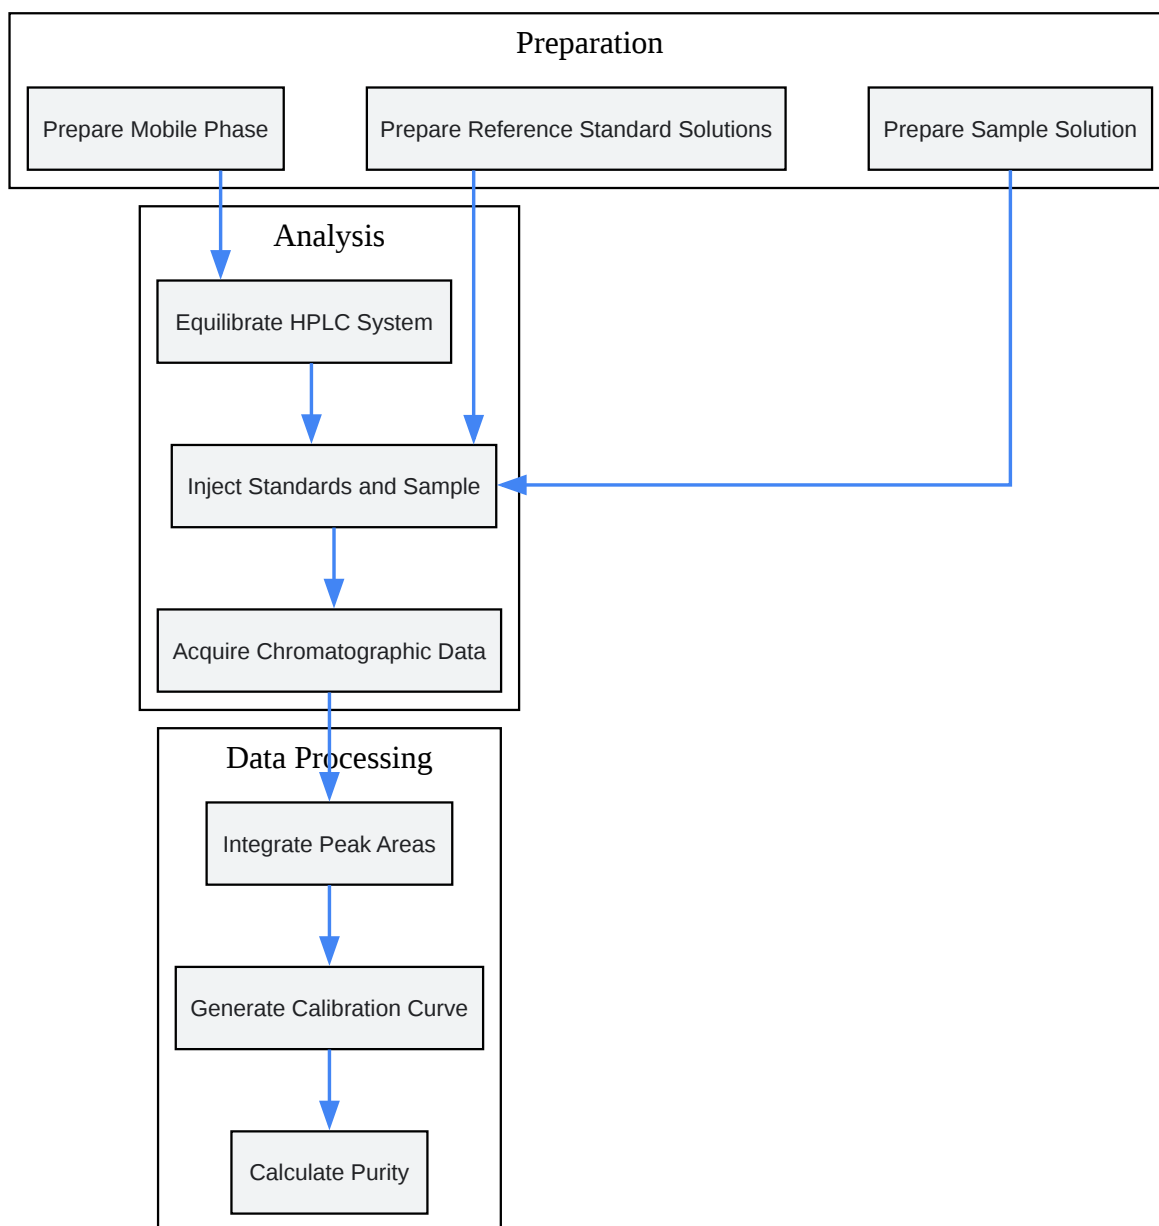 Preparation
Prepare Mobile Phase
Prepare Reference Standard Solutions
Prepare Sample Solution
Analysis
Equilibrate HPLC System
Inject Standards and Sample
Acquire Chromatographic Data
Data Processing
Integrate Peak Areas
Generate Calibration Curve
Calculate Purity